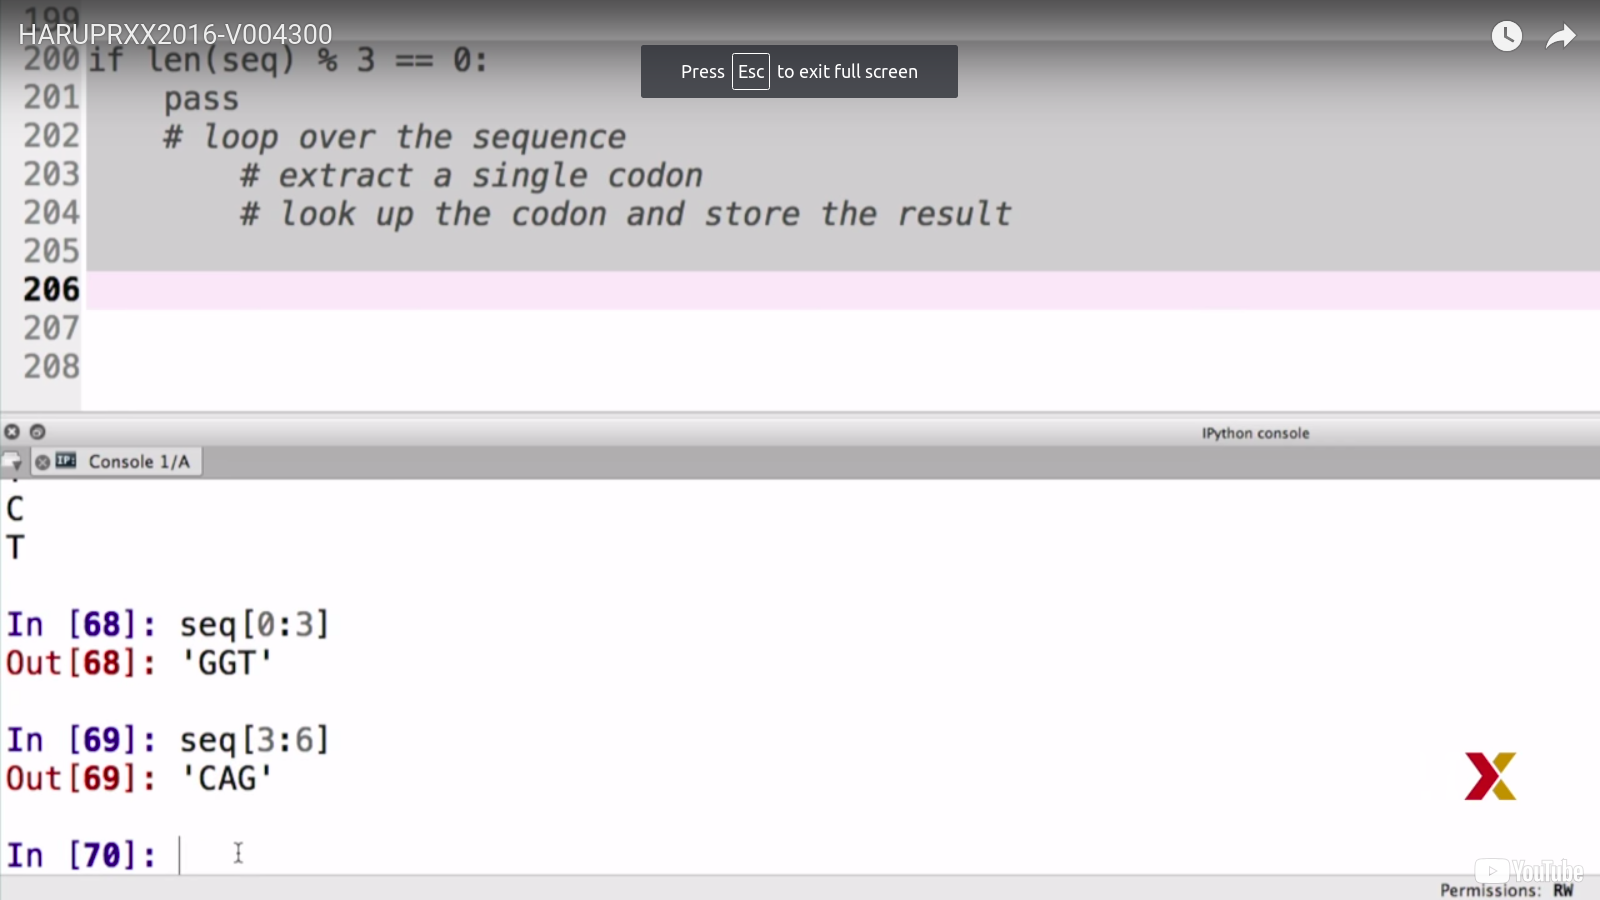 199
HARUPRXX2016-V004300
200 if len(seq) % 3 == 0:
Press Esc to exit full screen
201 pass
202 # loop over the sequence
203 # extract a single codon
204 # look up the codon and store the result
205
206
207
208
IPython console
IP: Console 1/A
C
T
In [68]: seq[0:3]
Out[68]: 'GGT'
In [69]: seq[3:6]
Out[69]: 'CAG'
In [70]:
YouTube
Permissions: RW